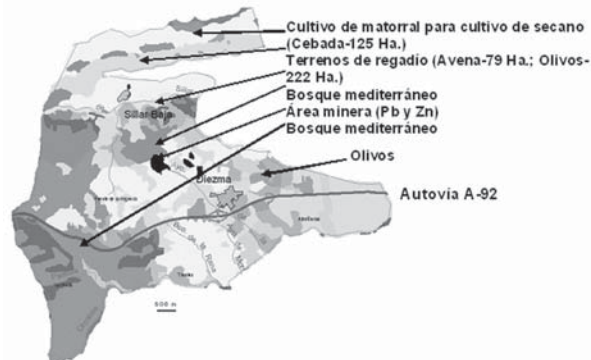 Cultivo de matorral para cultivo de secano
(Cebada-125 Ha.)
Terrenos de regadío (Avena-79 Ha.; Olivos-
222 Ha.)
Bosque mediterráneo
Área minera (Pb y Zn)
Bosque mediterráneo
Sillar Baja
Olivos
Diezma
Autovía A-92
500 m